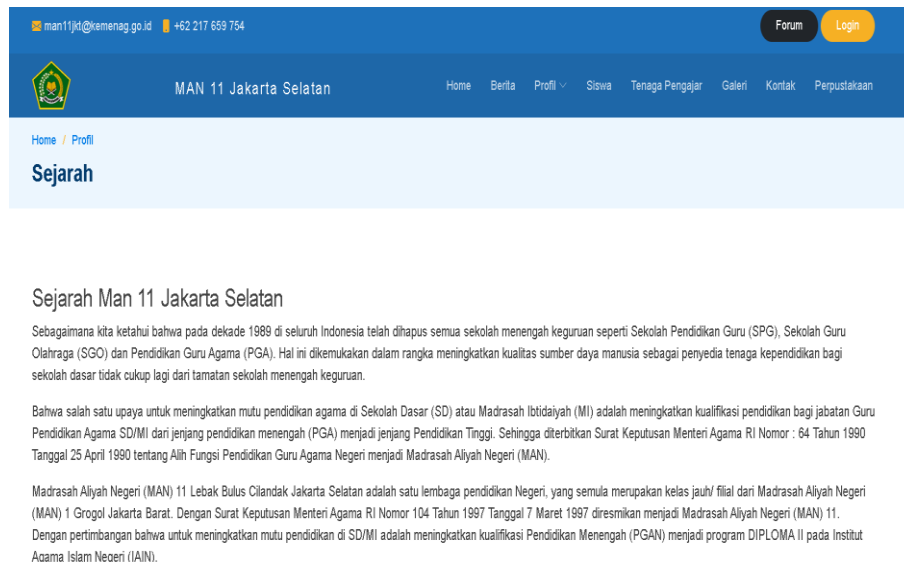 man11jkt@kemenag.go.id +62 217 659 754 Forum Login
MAN 11 Jakarta Selatan Home Berita Profil Siswa Tenaga Pengajar Galeri Kontak Perpustakaan
Home / Profil
Sejarah
Sejarah Man 11 Jakarta Selatan
Sebagaimana kita ketahui bahwa pada dekade 1989 di seluruh Indonesia telah dihapus semua sekolah menengah keguruan seperti Sekolah Pendidikan Guru (SPG), Sekolah Guru
Olahraga (SGO) dan Pendidikan Guru Agama (PGA). Hal ini dikemukakan dalam rangka meningkatkan kualitas sumber daya manusia sebagai penyedia tenaga kependidikan bagi
sekolah dasar tidak cukup lagi dari tamatan sekolah menengah keguruan.
Bahwa salah satu upaya untuk meningkatkan mutu pendidikan agama di Sekolah Dasar (SD) atau Madrasah Ibtidaiyah (MI) adalah meningkatkan kualifikasi pendidikan bagi jabatan Guru
Pendidikan Agama SD/MI dari jenjang pendidikan menengah (PGA) menjadi jenjang Pendidikan Tinggi. Sehingga diterbitkan Surat Keputusan Menteri Agama RI Nomor : 64 Tahun 1990
Tanggal 25 April 1990 tentang Alih Fungsi Pendidikan Guru Agama Negeri menjadi Madrasah Aliyah Negeri (MAN).
Madrasah Aliyah Negeri (MAN) 11 Lebak Bulus Cilandak Jakarta Selatan adalah satu lembaga pendidikan Negeri, yang semula merupakan kelas jauh/ filial dari Madrasah Aliyah Negeri
(MAN) 1 Grogol Jakarta Barat. Dengan Surat Keputusan Menteri Agama RI Nomor 104 Tahun 1997 Tanggal 7 Maret 1997 diresmikan menjadi Madrasah Aliyah Negeri (MAN) 11.
Dengan pertimbangan bahwa untuk meningkatkan mutu pendidikan di SD/MI adalah meningkatkan kualifikasi Pendidikan Menengah (PGAN) menjadi program DIPLOMA II pada Institut
Agama Islam Negeri (IAIN).